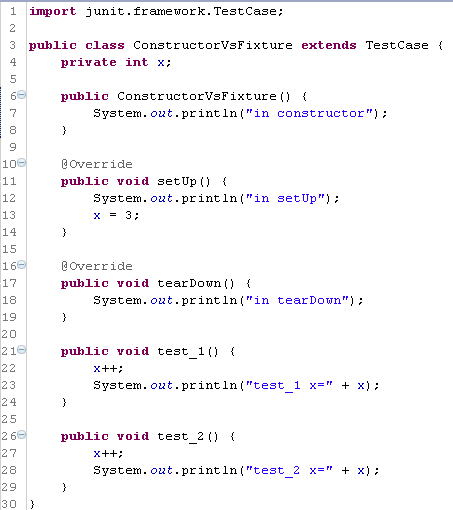 1 import junit.framework.TestCase;
2
3 public class ConstructorVsFixture extends TestCase {
4     private int x;
5
6     public ConstructorVsFixture() {
7         System.out.println("in constructor");
8     }
9
10     @Override
11     public void setUp() {
12         System.out.println("in setUp");
13         x = 3;
14     }
15
16     @Override
17     public void tearDown() {
18         System.out.println("in tearDown");
19     }
20
21     public void test_1() {
22         x++;
23         System.out.println("test_1 x=" + x);
24     }
25
26     public void test_2() {
27         x++;
28         System.out.println("test_2 x=" + x);
29     }
30 }